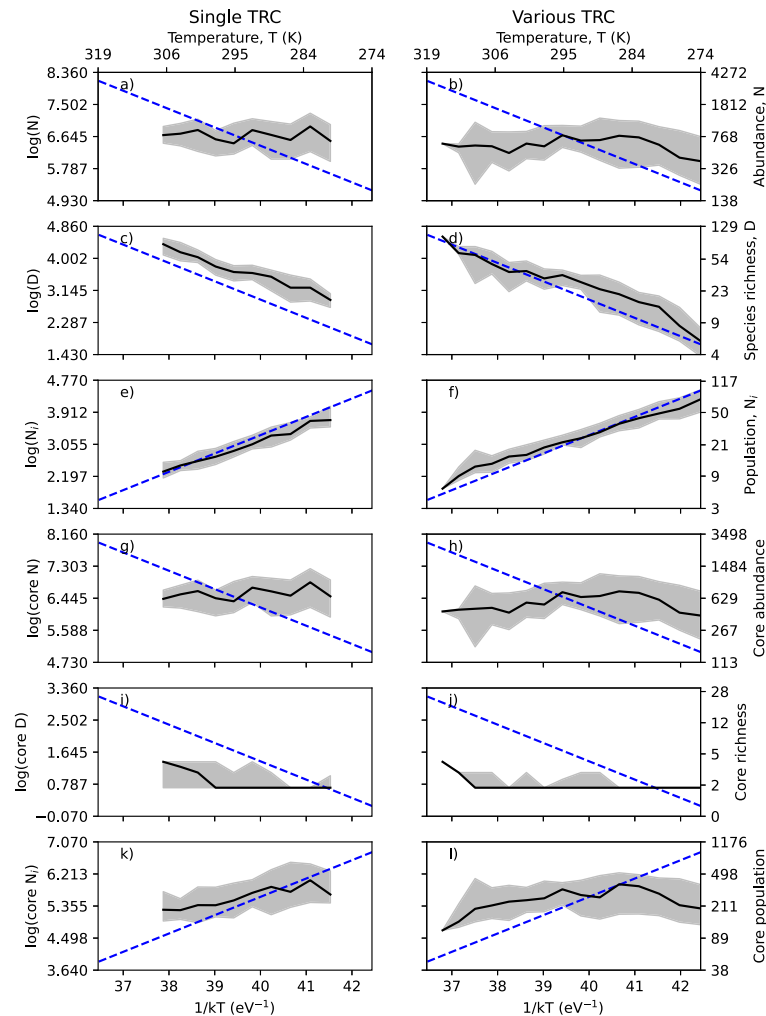 Single TRC
Various TRC
Temperature, T (K)
Temperature, T (K)
319 306 295 284 274
319 306 295 284 274
log(N)
8.360
7.502
6.645
5.787
4.930
a)
b)
4272
1812
768
326
138
Abundance, N
log(D)
4.860
4.002
3.145
2.287
1.430
c)
d)
129
54
23
9
4
Species richness, D
log(Nᵢ)
4.770
3.912
3.055
2.197
1.340
e)
f)
117
50
21
9
3
Population, Nᵢ
log(core N)
8.160
7.303
6.445
5.588
4.730
g)
h)
3498
1484
629
267
113
Core abundance
log(core D)
3.360
2.502
1.645
0.787
−0.070
i)
j)
28
12
5
2
0
Core richness
log(core Nᵢ)
7.070
6.213
5.355
4.498
3.640
k)
l)
1176
498
211
89
38
Core population
37 38 39 40 41 42
37 38 39 40 41 42
1/kT (eV⁻¹)
1/kT (eV⁻¹)